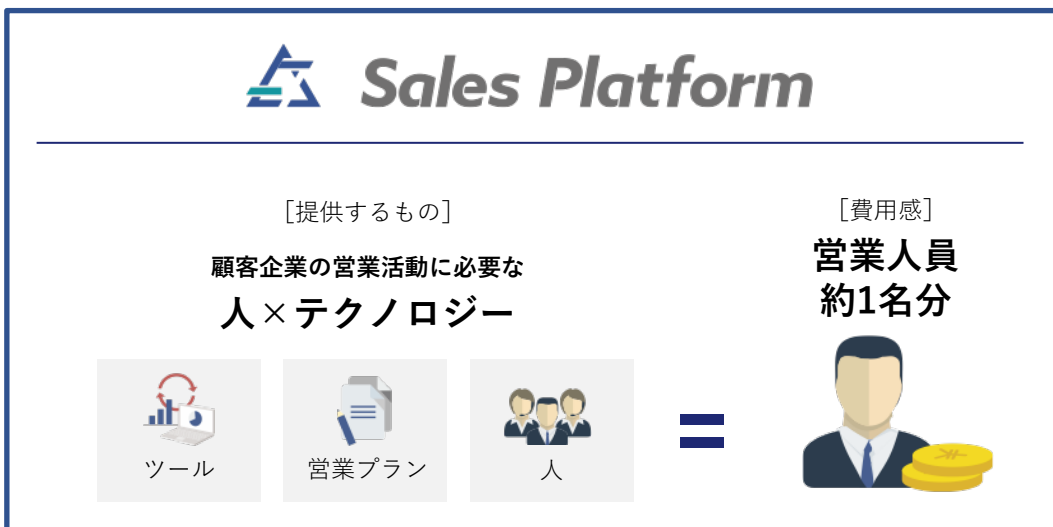 Sales Platform
［提供するもの］
顧客企業の営業活動に必要な
人×テクノロジー
ツール
営業プラン
人
=
［費用感］
営業人員
約1名分